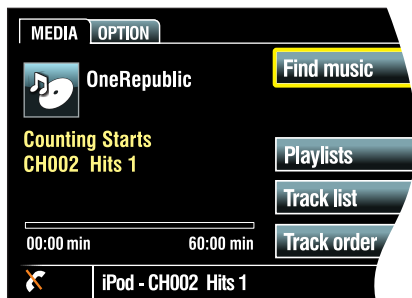 MEDIA OPTION
OneRepublic
Find music
Counting Starts
CH002 Hits 1
Playlists
Track list
Track order
00:00 min 60:00 min
iPod - CH002 Hits 1